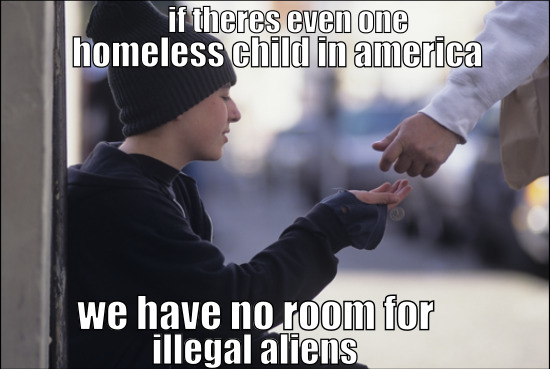 if theres even one
homeless child in america
we have no room for
illegal aliens